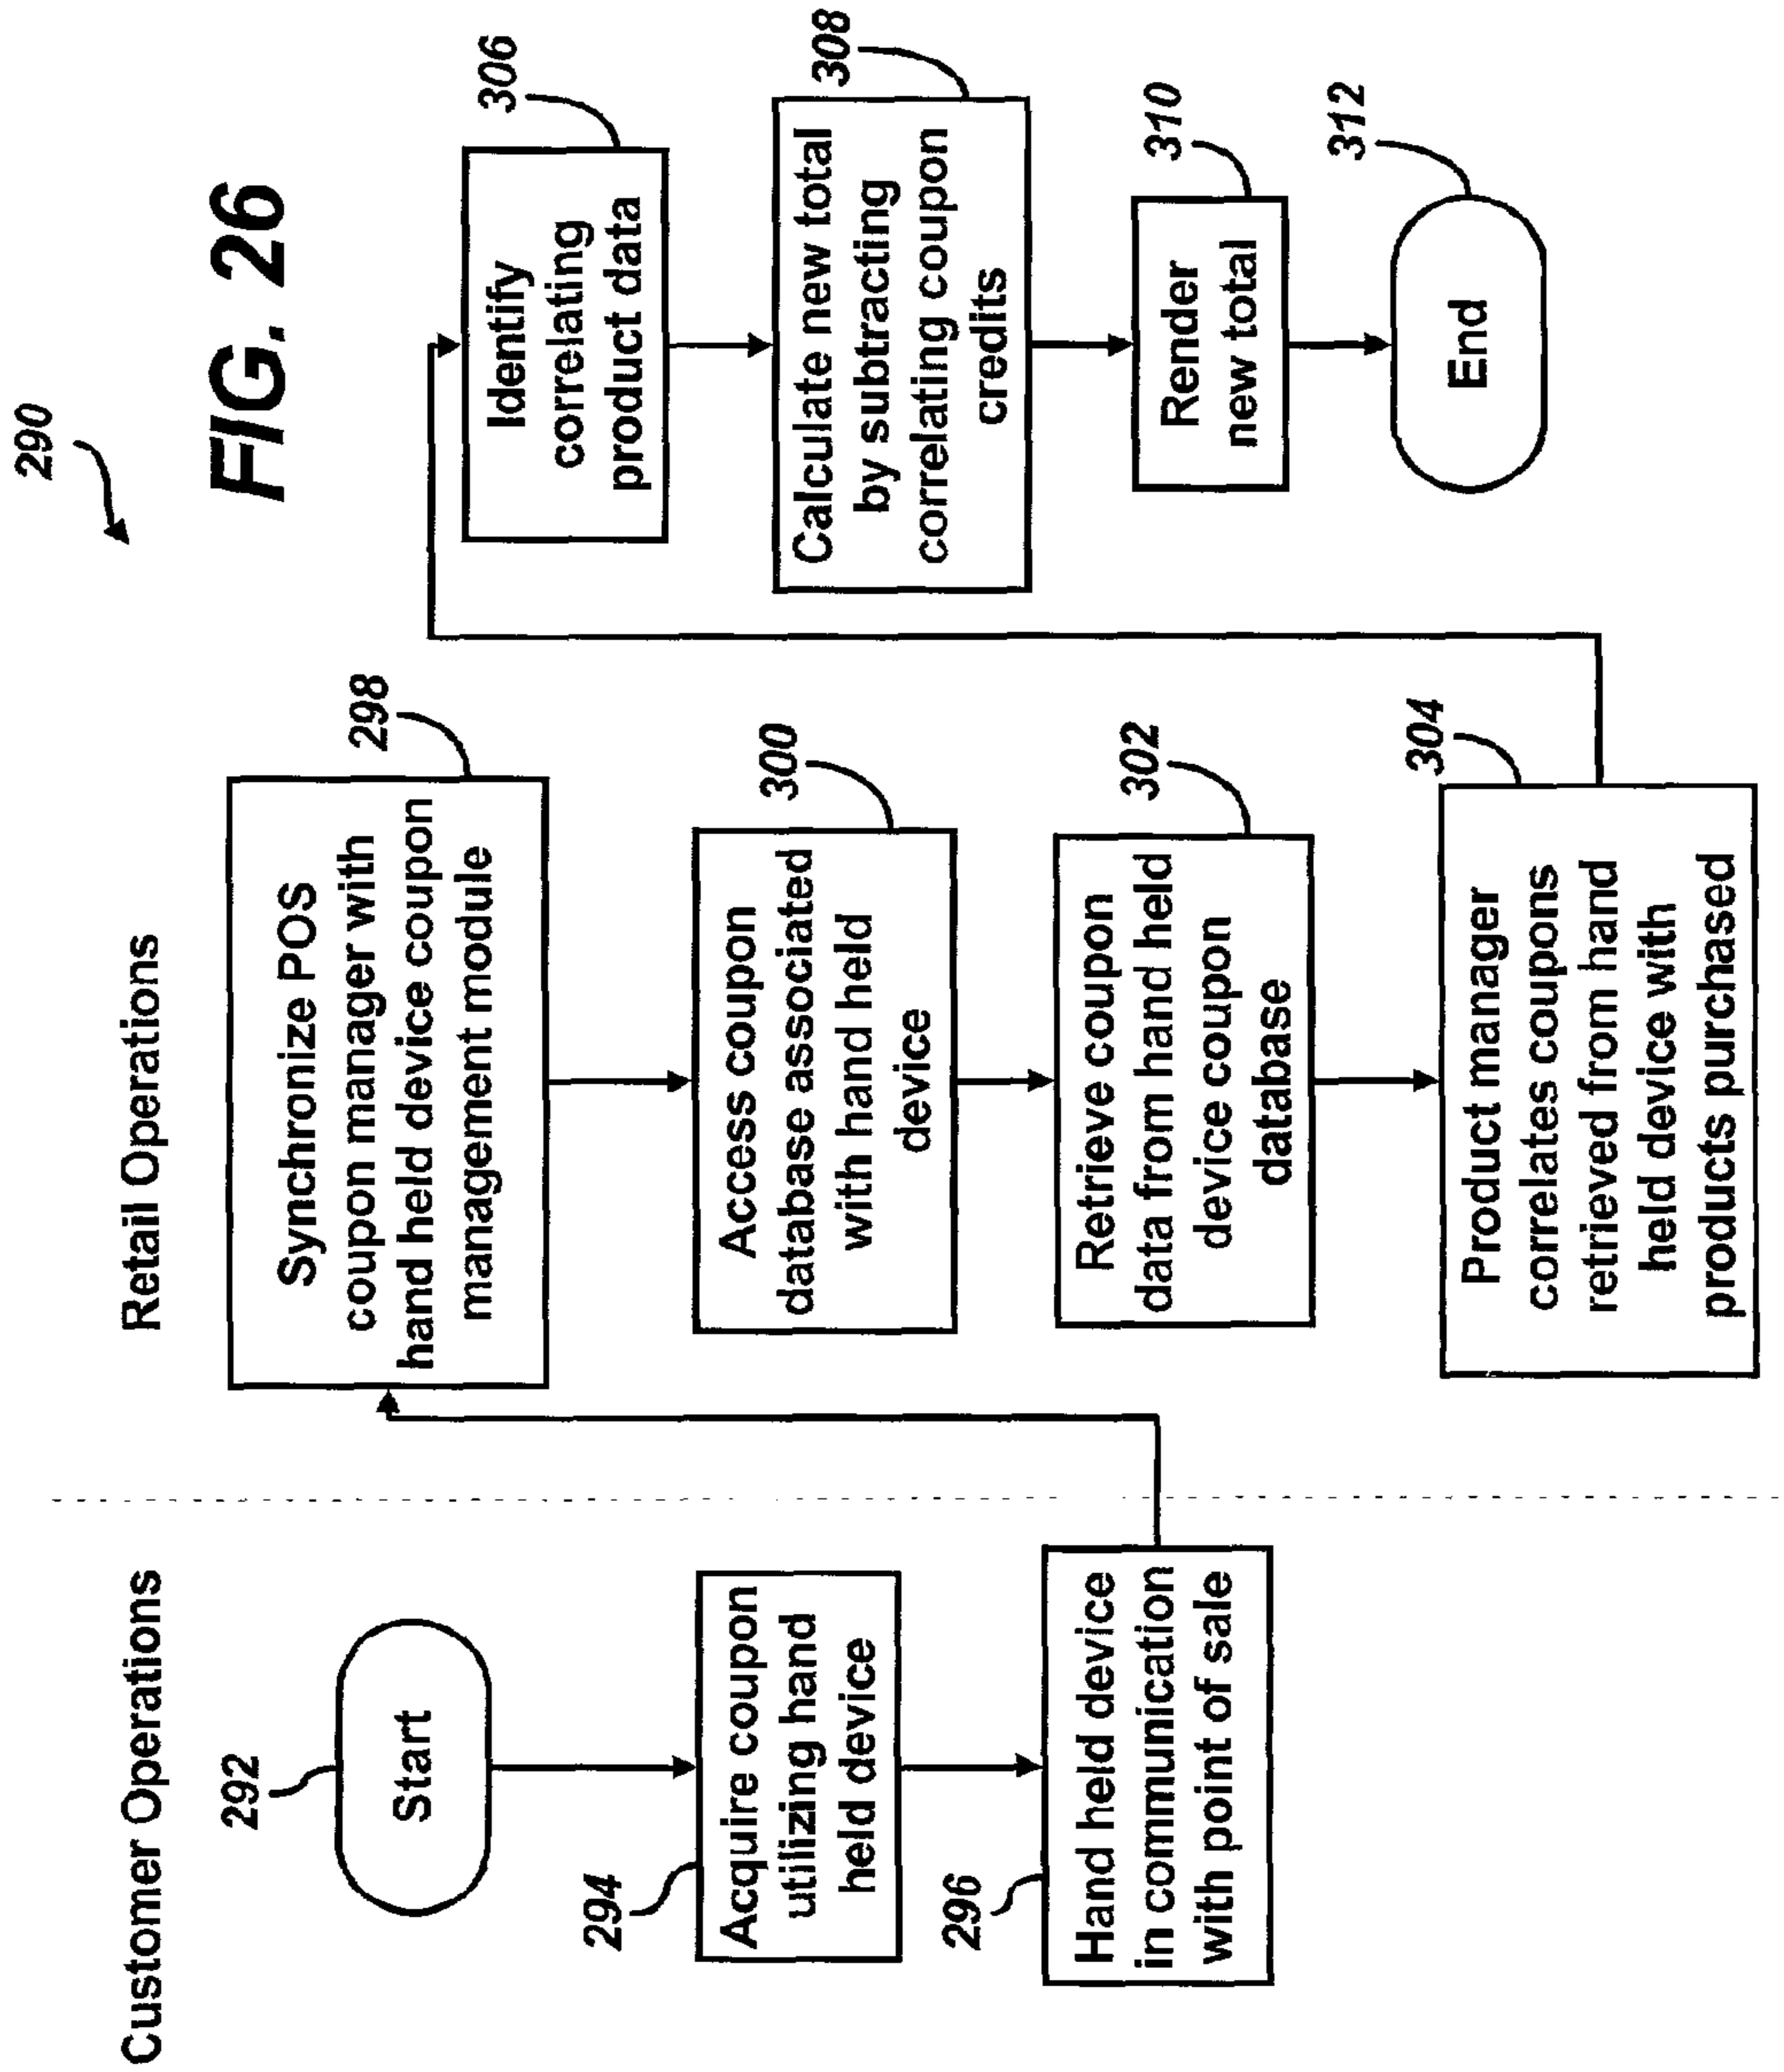 290
FIG. 26
Customer Operations
292
Start
294
Acquire coupon
utilizing hand
held device
296
Hand held device
in communication
with point of sale
Retail Operations
298
Synchronize POS
coupon manager with
hand held device coupon
management module
300
Access coupon
database associated
with hand held
device
302
Retrieve coupon
data from hand held
device coupon
database
304
Product manager
correlates coupons
retrieved from hand
held device with
products purchased
306
Identify
correlating
product data
308
Calculate new total
by subtracting
correlating coupon
credits
310
Render
new total
312
End